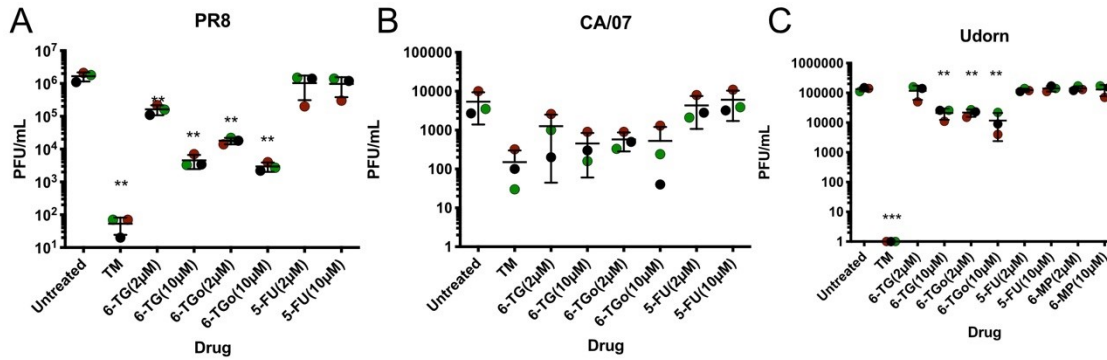 A
PR8
PFU/mL
10⁷
10⁶
10⁵
10⁴
10³
10²
10¹
**
**
**
**
**
Untreated
TM
6-TG(2μM)
6-TG(10μM)
6-TGo(2μM)
6-TGo(10μM)
5-FU(2μM)
5-FU(10μM)
Drug
B
CA/07
PFU/mL
100000
10000
1000
100
10
1
Untreated
TM
6-TG(2μM)
6-TG(10μM)
6-TGo(2μM)
6-TGo(10μM)
5-FU(2μM)
5-FU(10μM)
Drug
C
Udorn
PFU/mL
1000000
100000
10000
1000
100
10
1
***
**
**
**
Untreated
TM
6-TG(2μM)
6-TG(10μM)
6-TGo(2μM)
6-TGo(10μM)
5-FU(2μM)
5-FU(10μM)
6-MP(2μM)
6-MP(10μM)
Drug